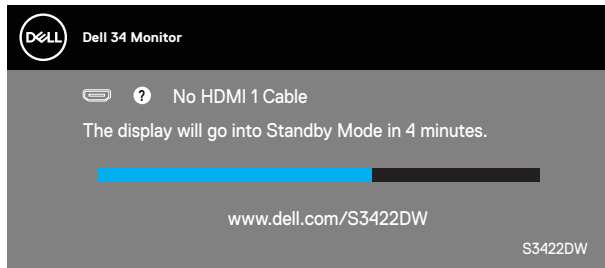 DELL
Dell 34 Monitor
? No HDMI 1 Cable
The display will go into Standby Mode in 4 minutes.
www.dell.com/S3422DW
S3422DW